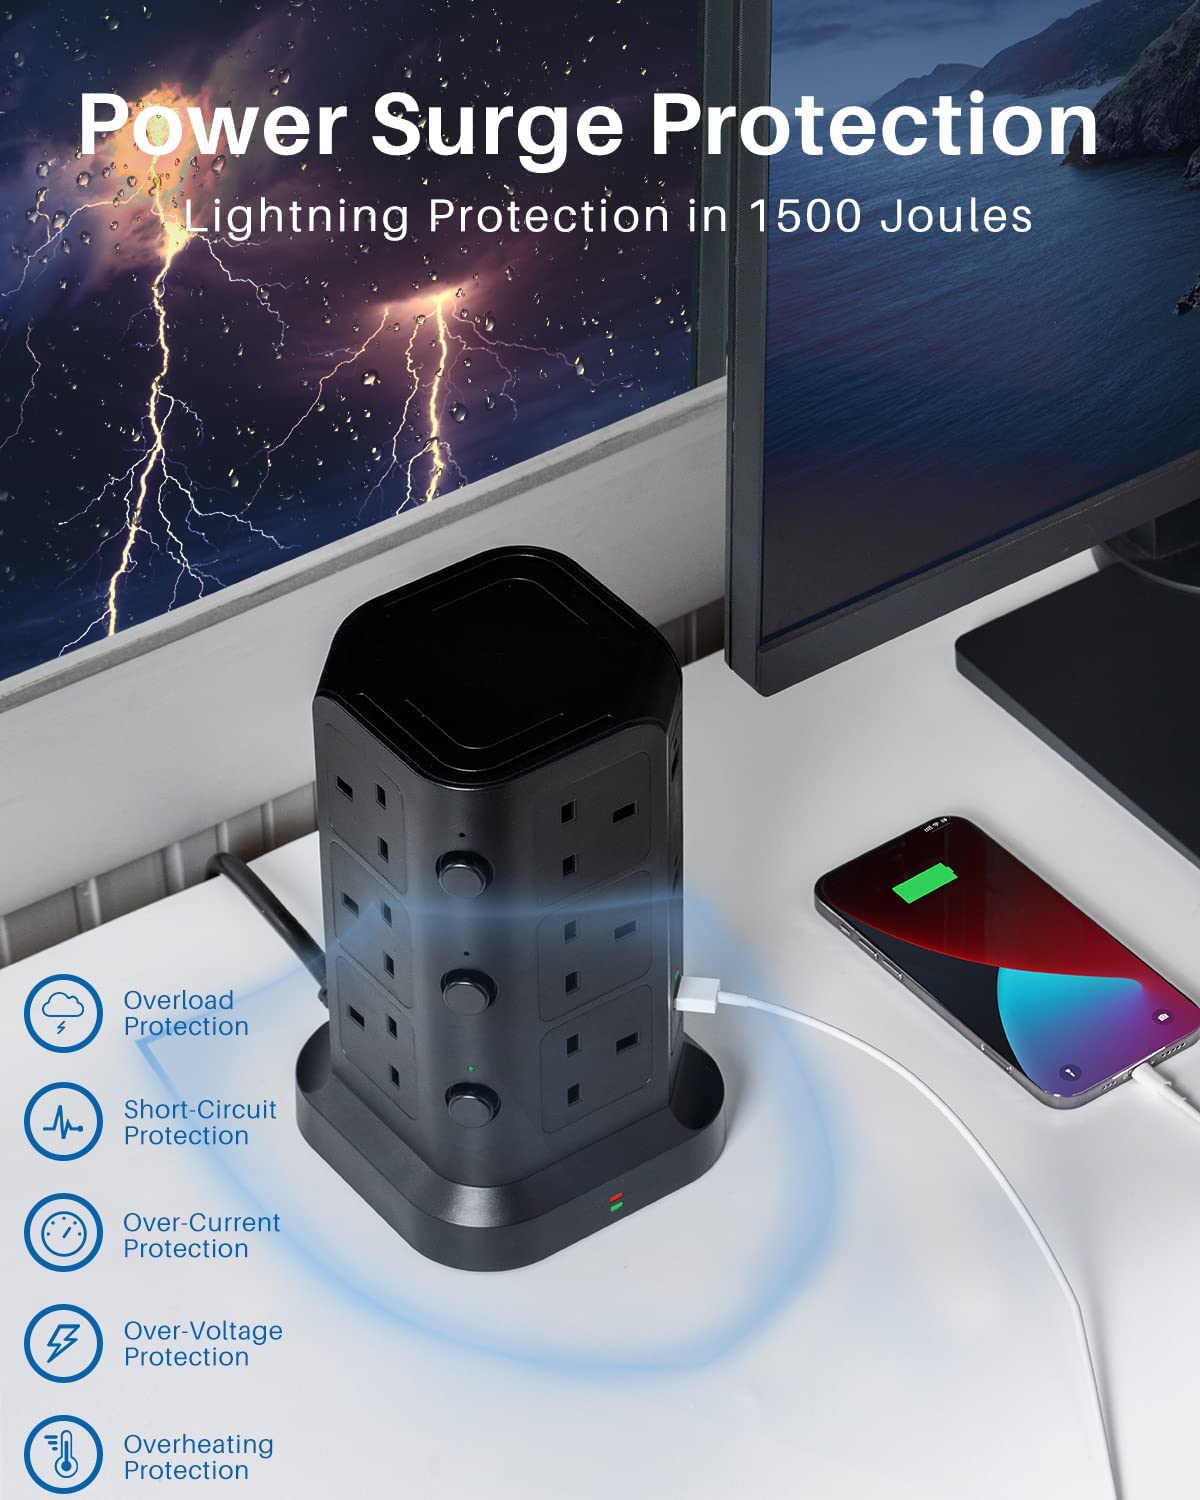 Power Surge Protection
Lightning Protection in 1500 Joules
Overload
Protection
Short-Circuit
Protection
Over-Current
Protection
Over-Voltage
Protection
Overheating
Protection